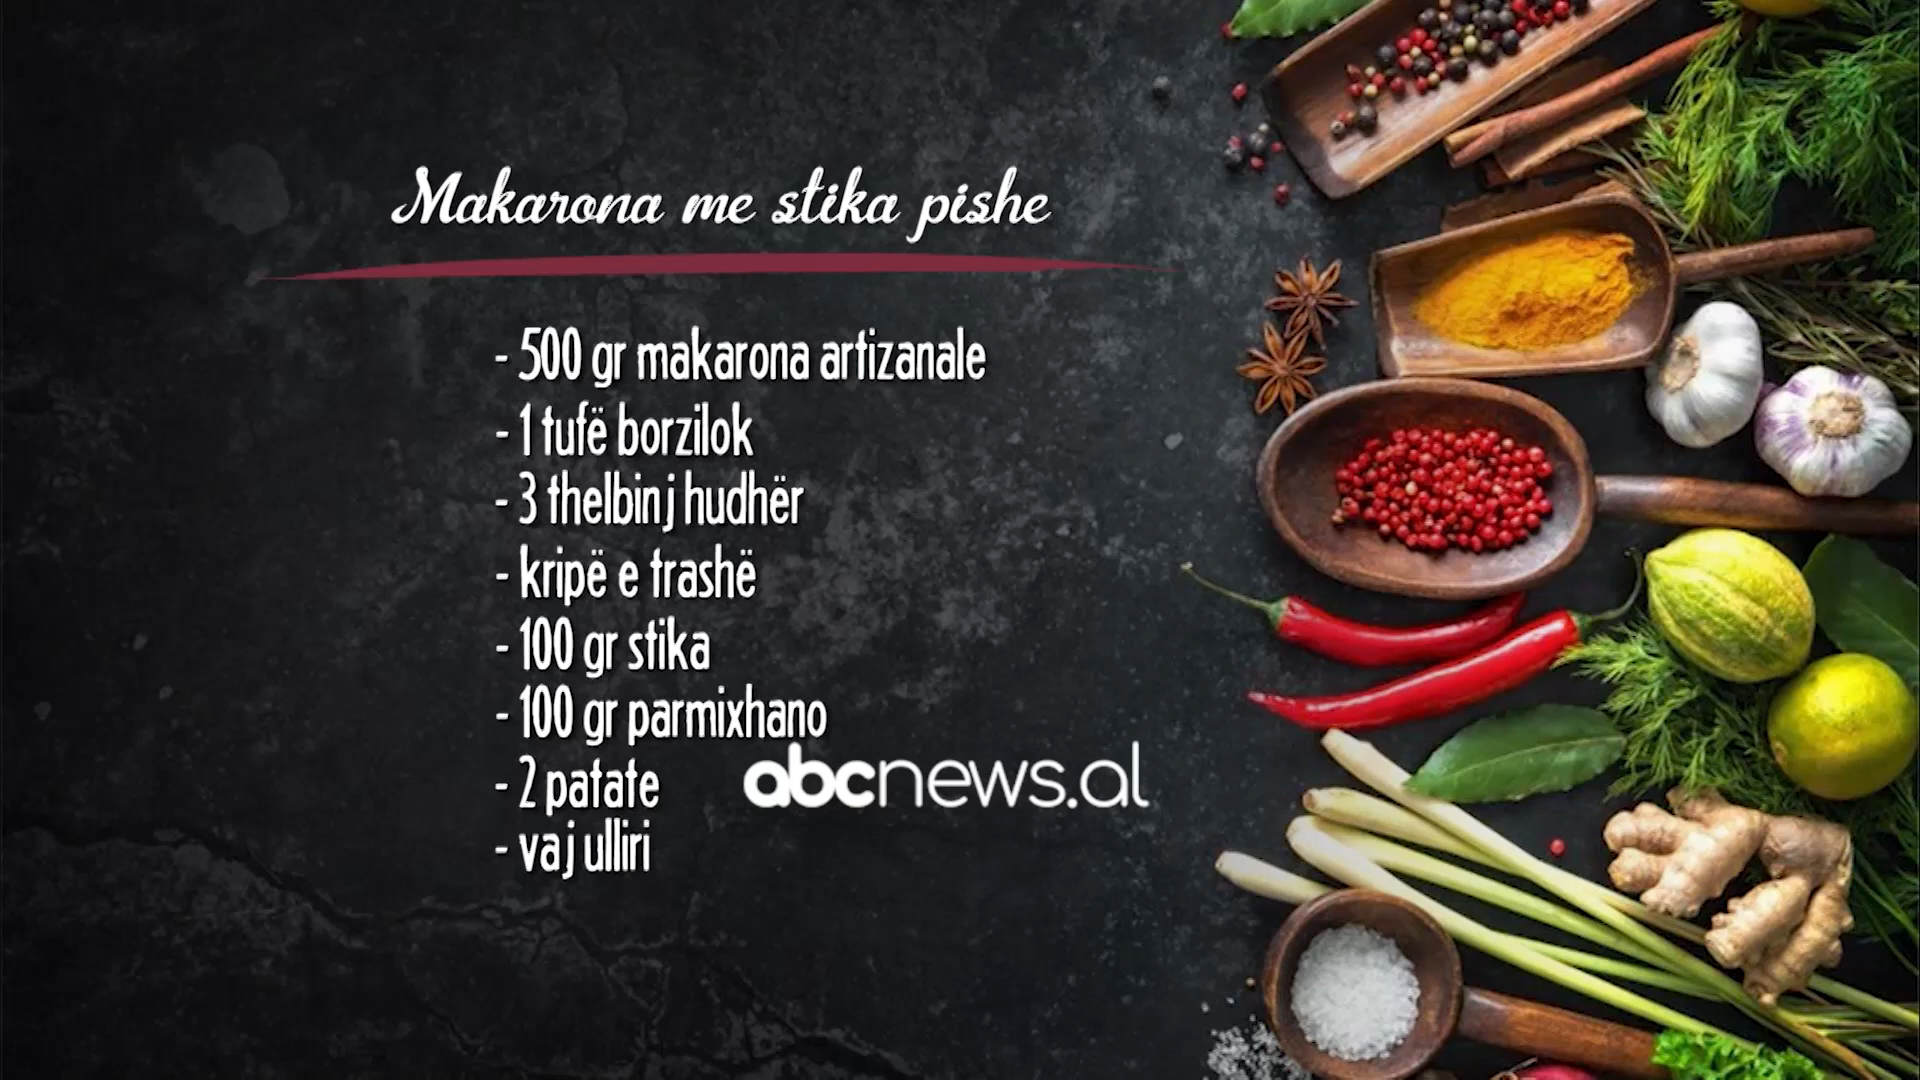 Makarona me stika pishe
- 500 gr makarona artizanale
- 1 tufë borzilok
- 3 thelbinj hudhër
- kripë e trashë
- 100 gr stika
- 100 gr parmixhano
- 2 patate
abcnews.al
- vaj ulliri